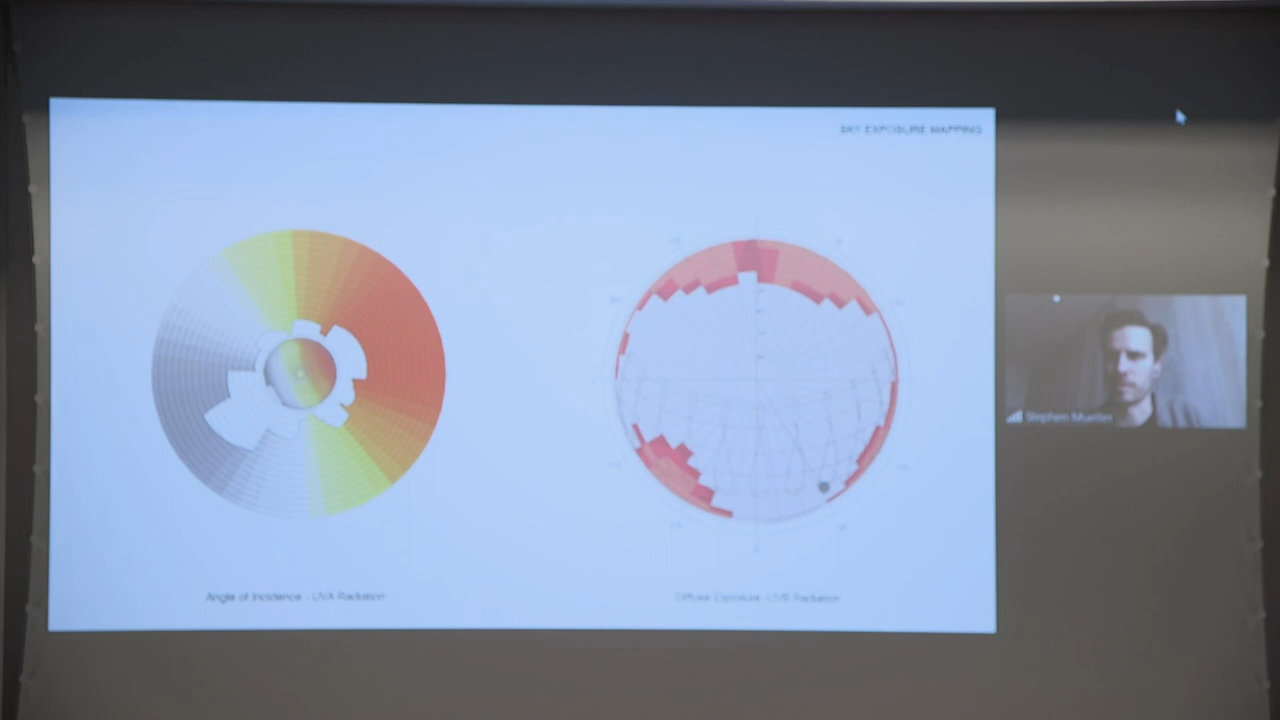 SKY EXPOSURE MAPPING
Angle of Incidence - UVA Radiation
Diffuse Exposure - UVB Radiation
Stephen Mueller